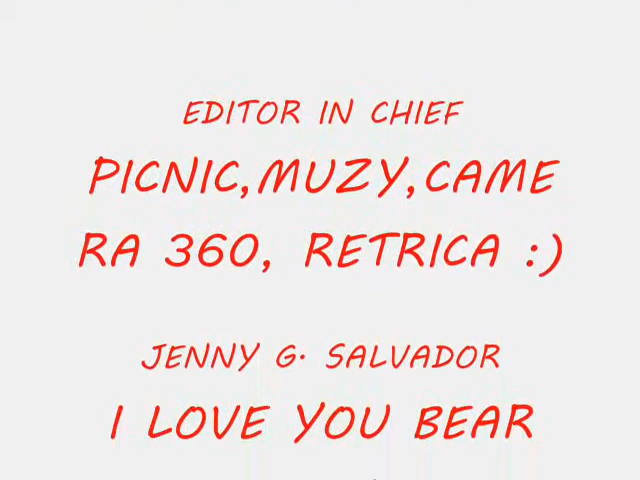 EDITOR IN CHIEF
PICNIC,MUZY,CAME
RA 360, RETRICA :)
JENNY G. SALVADOR
I LOVE YOU BEAR